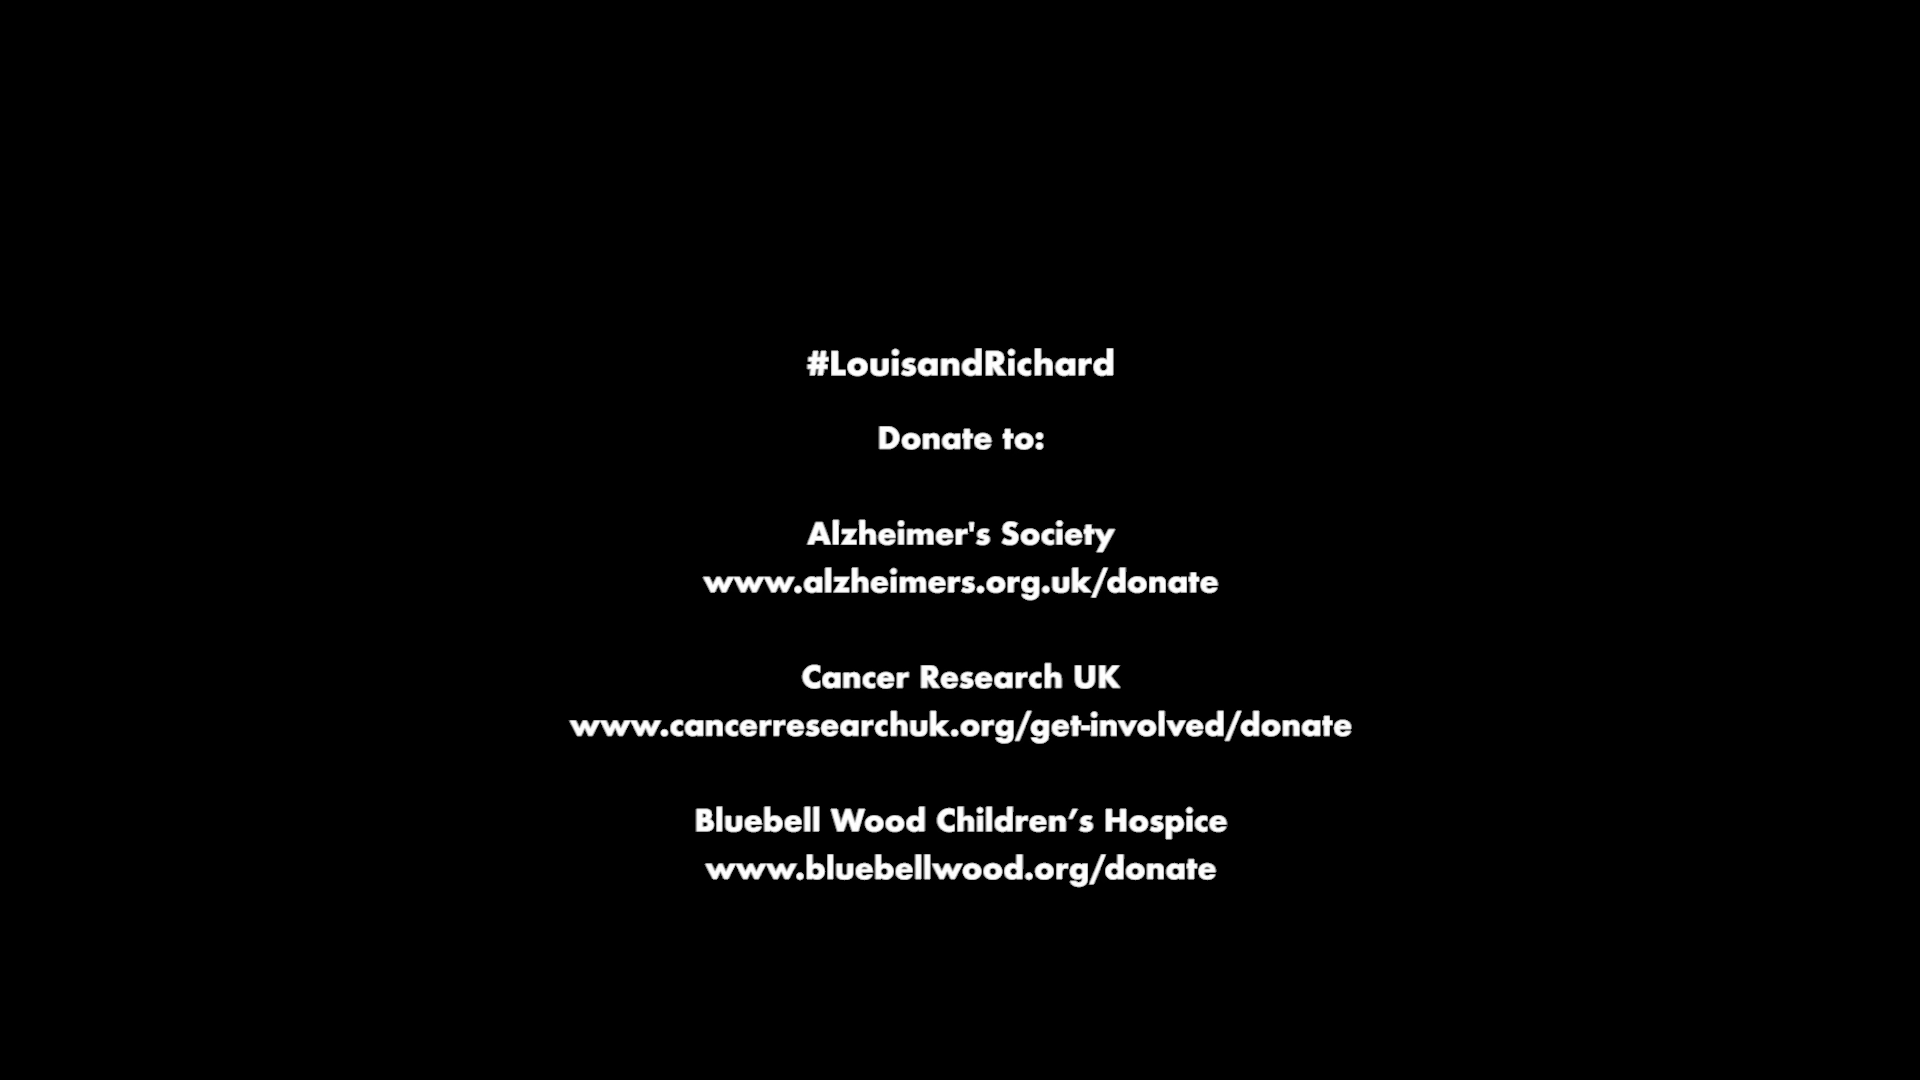 #LouisandRichard
Donate to:
Alzheimer's Society
www.alzheimers.org.uk/donate
Cancer Research UK
www.cancerresearchuk.org/get-involved/donate
Bluebell Wood Children’s Hospice
www.bluebellwood.org/donate